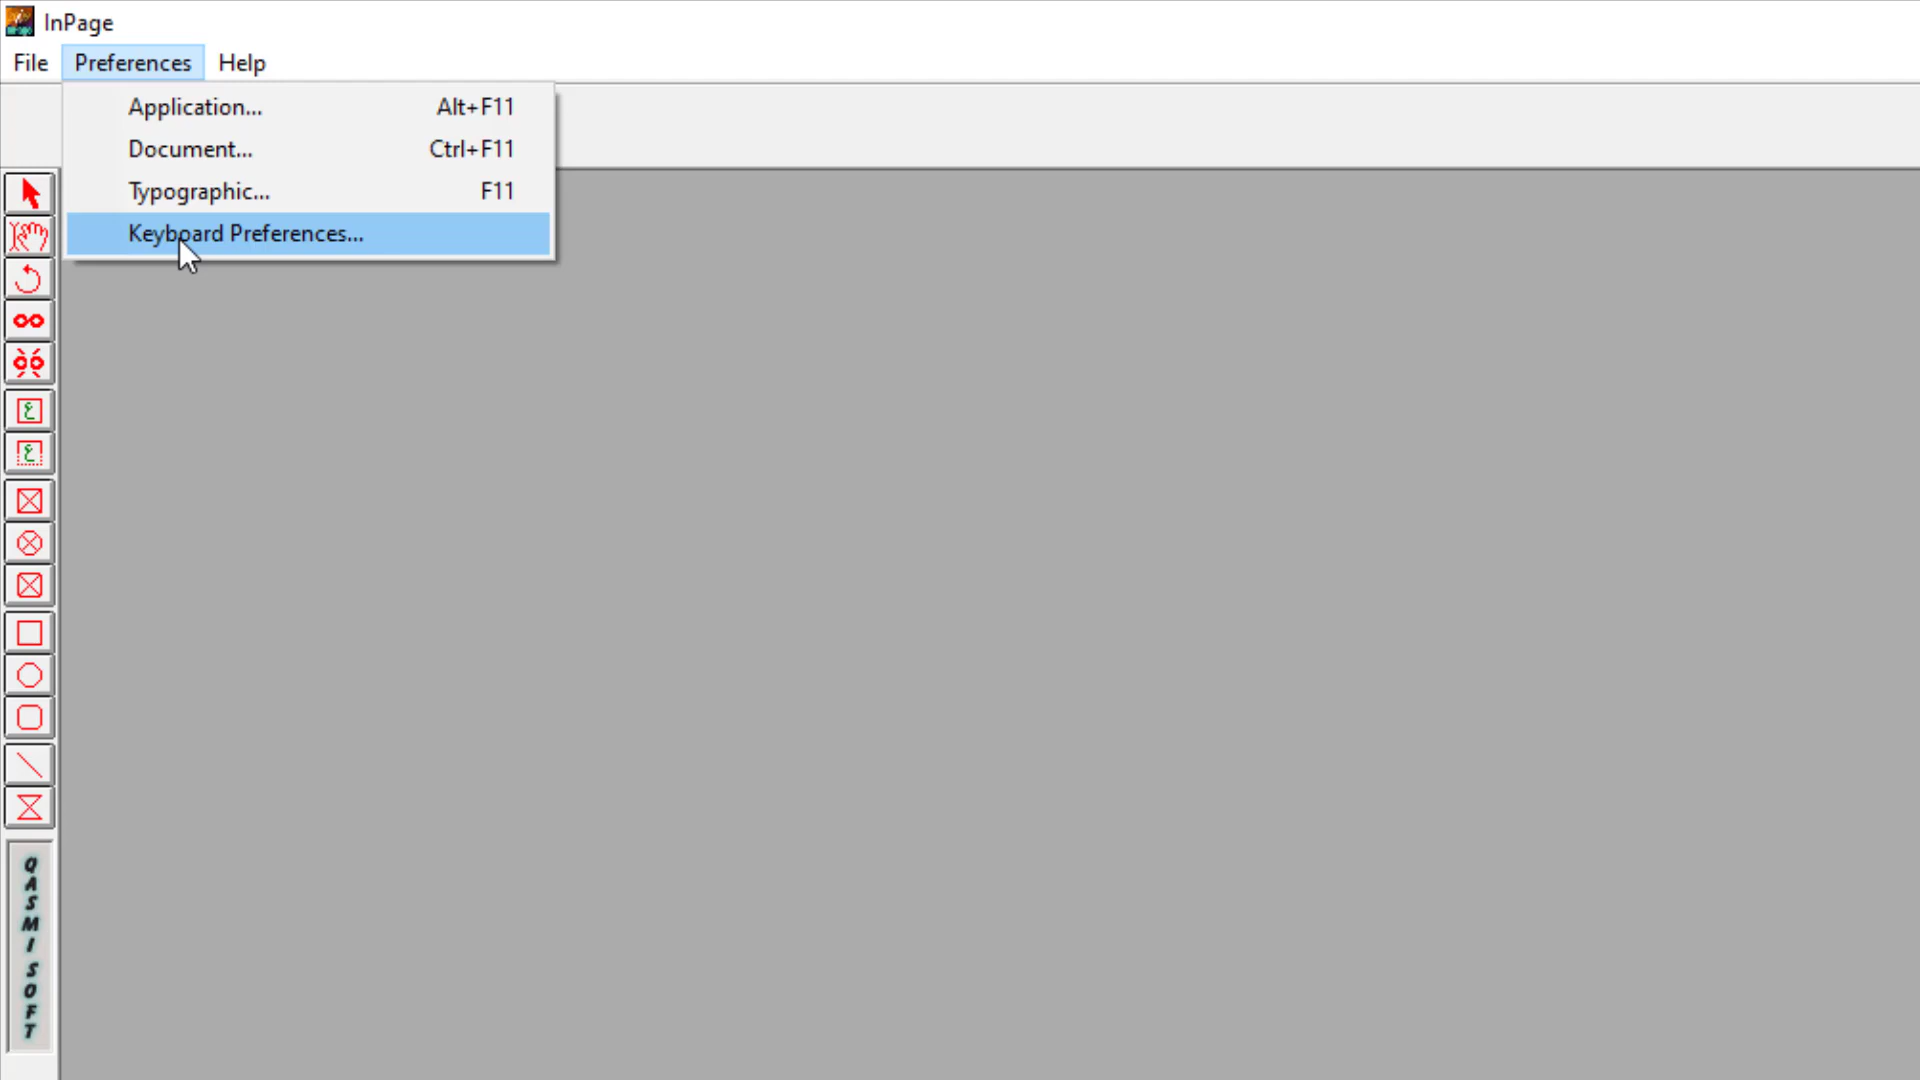 InPage
File Preferences Help
Application... Alt+F11
Document... Ctrl+F11
Typographic... F11
Keyboard Preferences...
ع
ع
QASMI SOFT